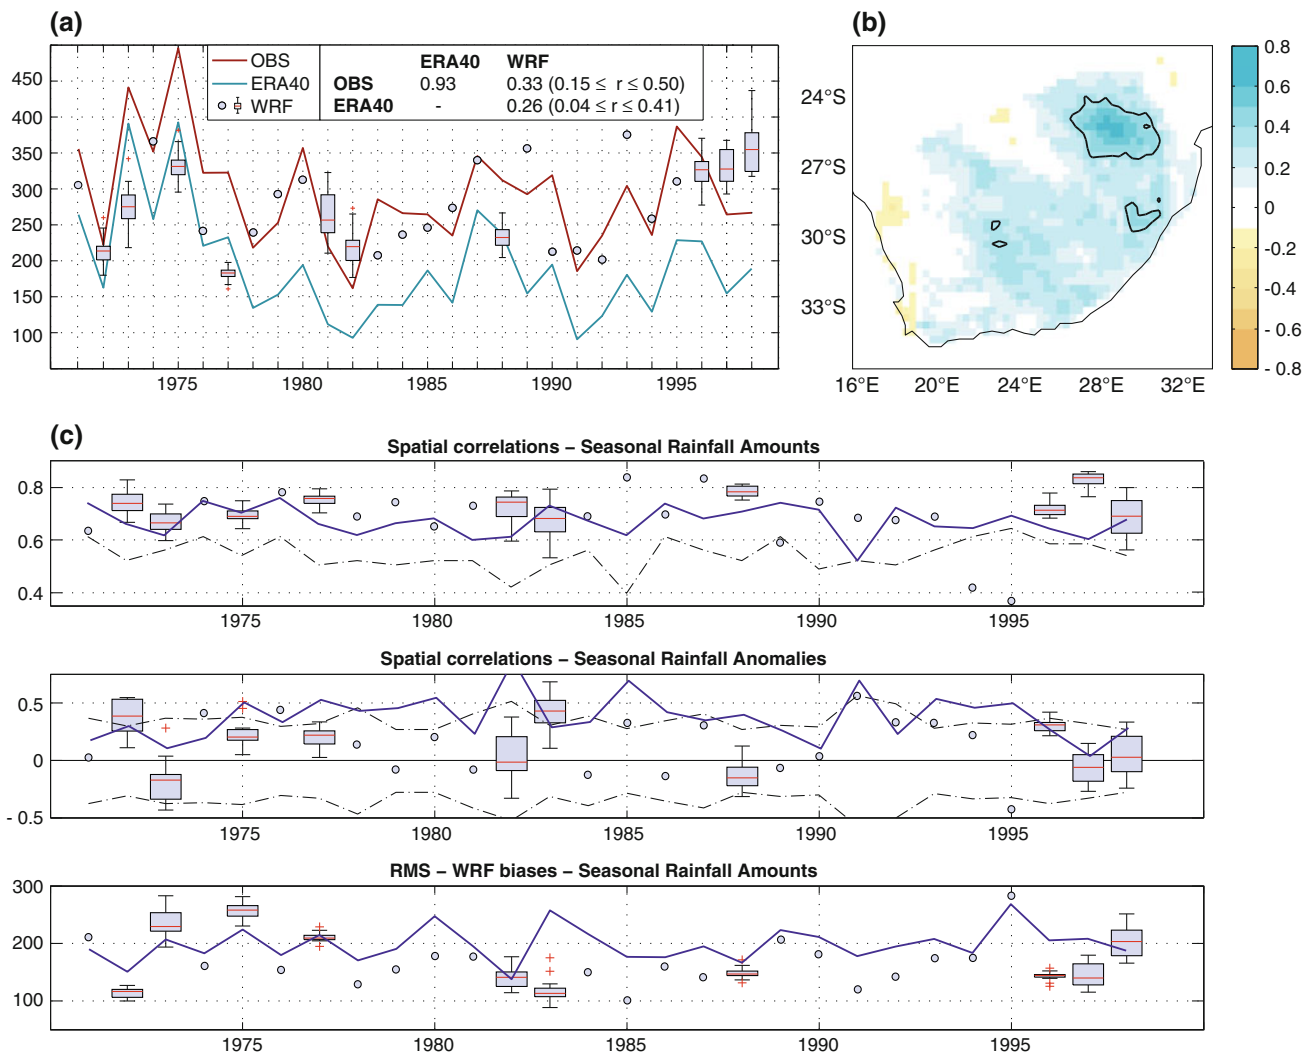 (a)
450
400
350
300
250
200
150
100
1975
1980
1985
1990
1995
OBS
ERA40
WRF
ERA40 WRF
OBS 0.93 0.33 (0.15 ≤ r ≤ 0.50)
ERA40 - 0.26 (0.04 ≤ r ≤ 0.41)
(b)
24°S
27°S
30°S
33°S
16°E
20°E
24°E
28°E
32°E
0.8
0.6
0.4
0.2
0
- 0.2
- 0.4
- 0.6
- 0.8
(c)
Spatial correlations – Seasonal Rainfall Amounts
0.8
0.6
0.4
1975
1980
1985
1990
1995
Spatial correlations – Seasonal Rainfall Anomalies
0.5
0
- 0.5
1975
1980
1985
1990
1995
RMS – WRF biases – Seasonal Rainfall Amounts
300
200
100
1975
1980
1985
1990
1995